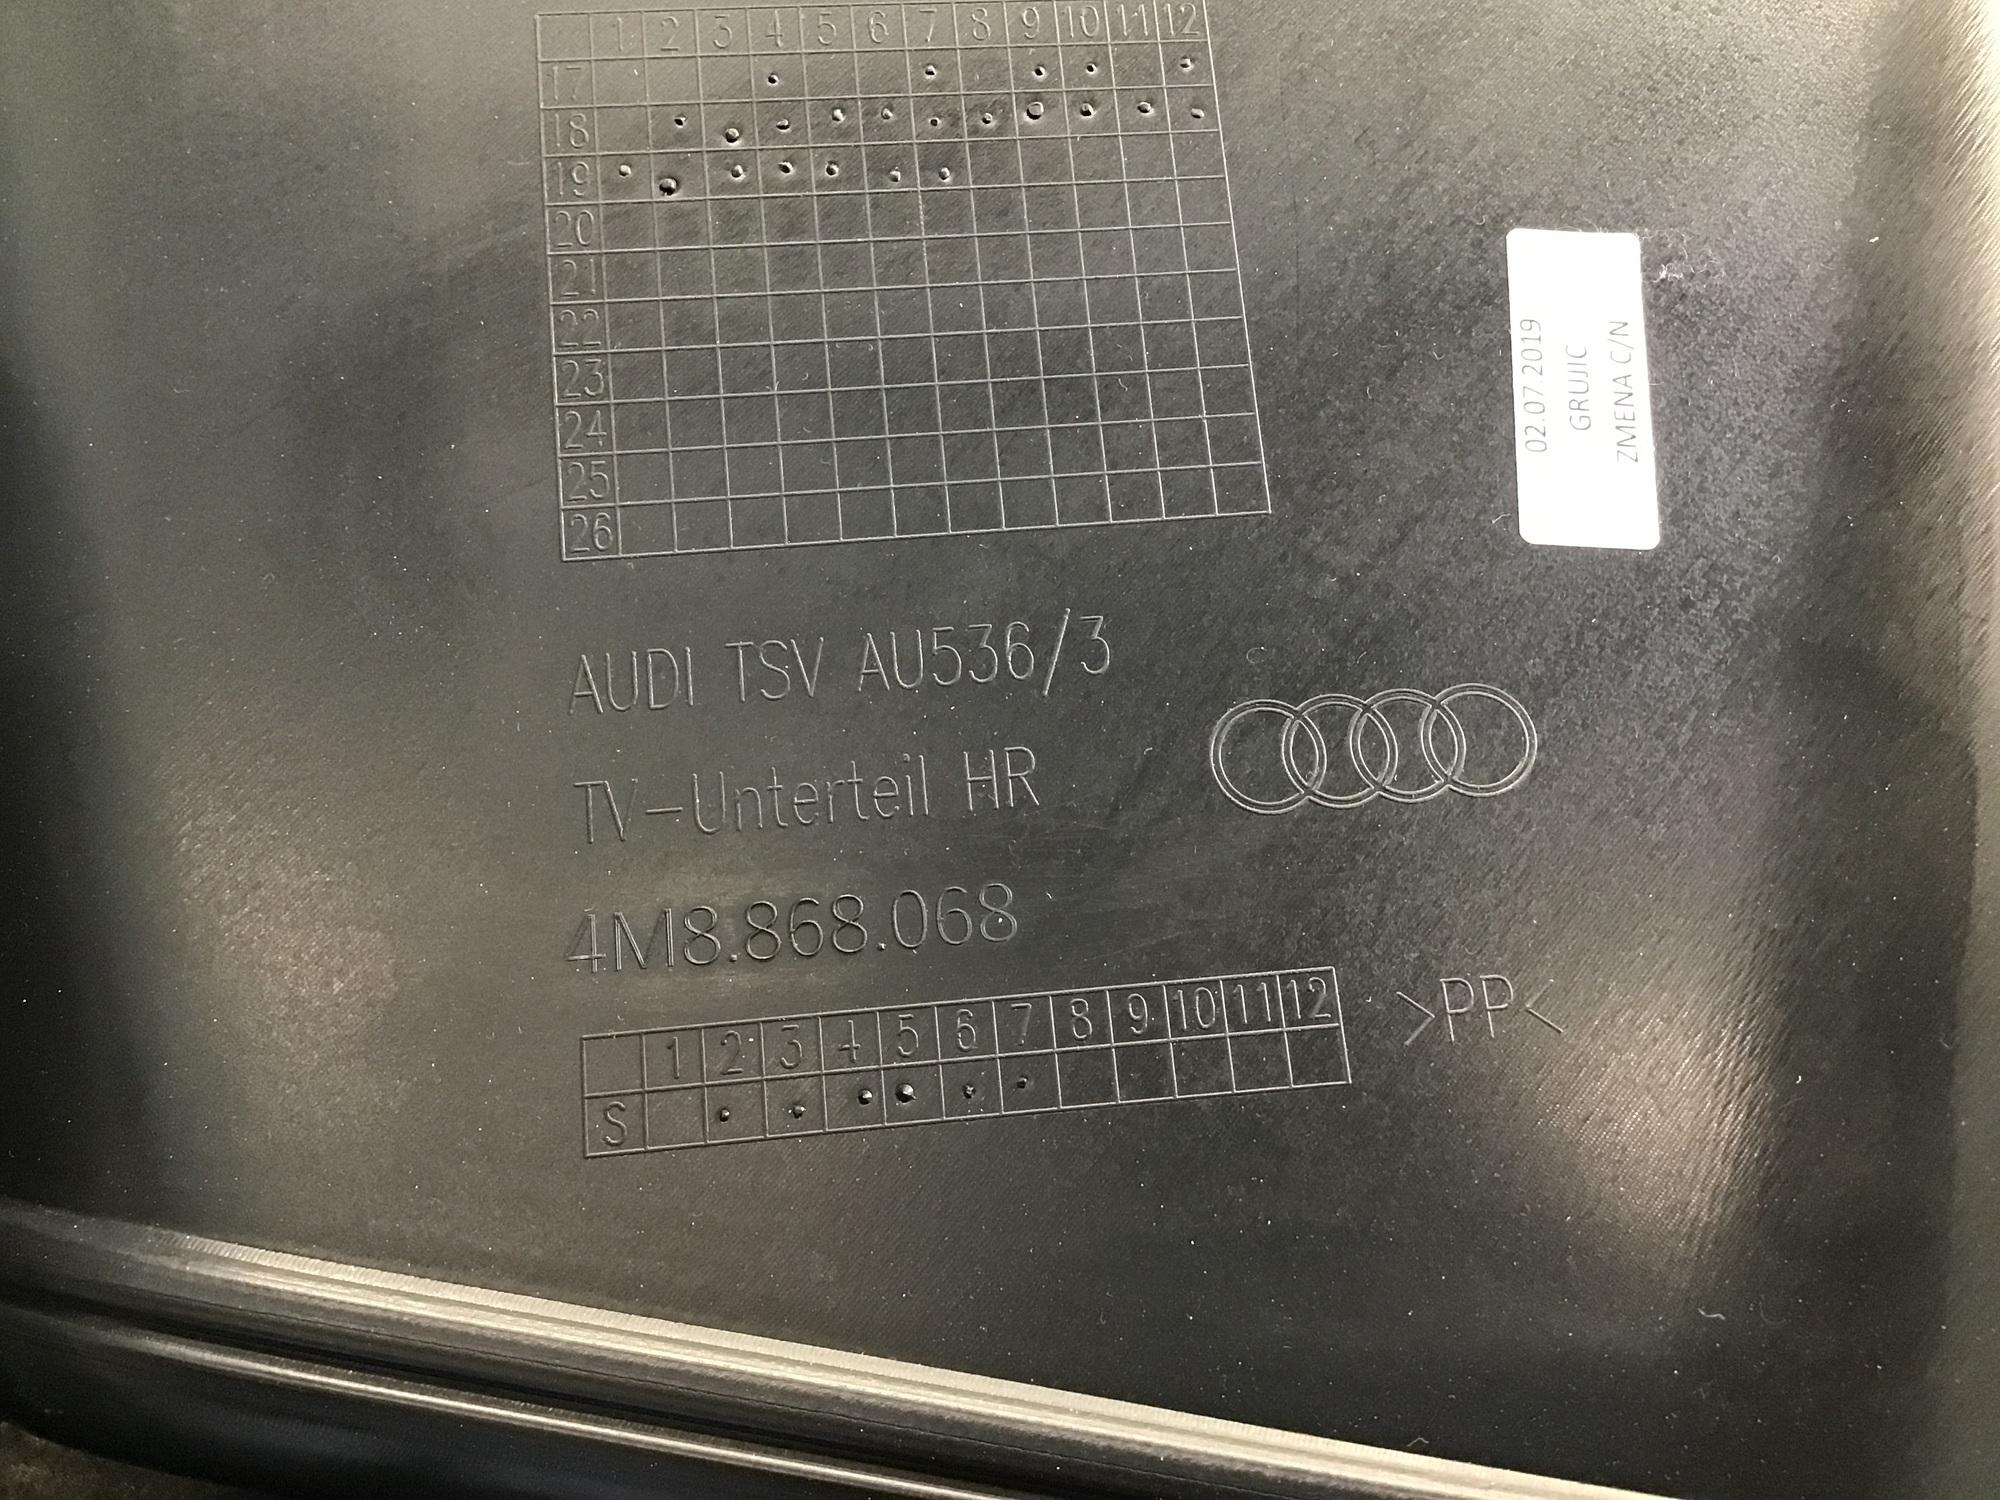 1 2 3 4 5 6 7 8 9 10 11 12
17
18
19
20
21
22
23
24
25
26
AUDI TSV AU536/3
TV-Unterteil HR
4M8.868.068
1 2 3 4 5 6 7 8 9 10 11 12
S
>PP<
02.07.2019
GRUJIC
ZMENA C/N